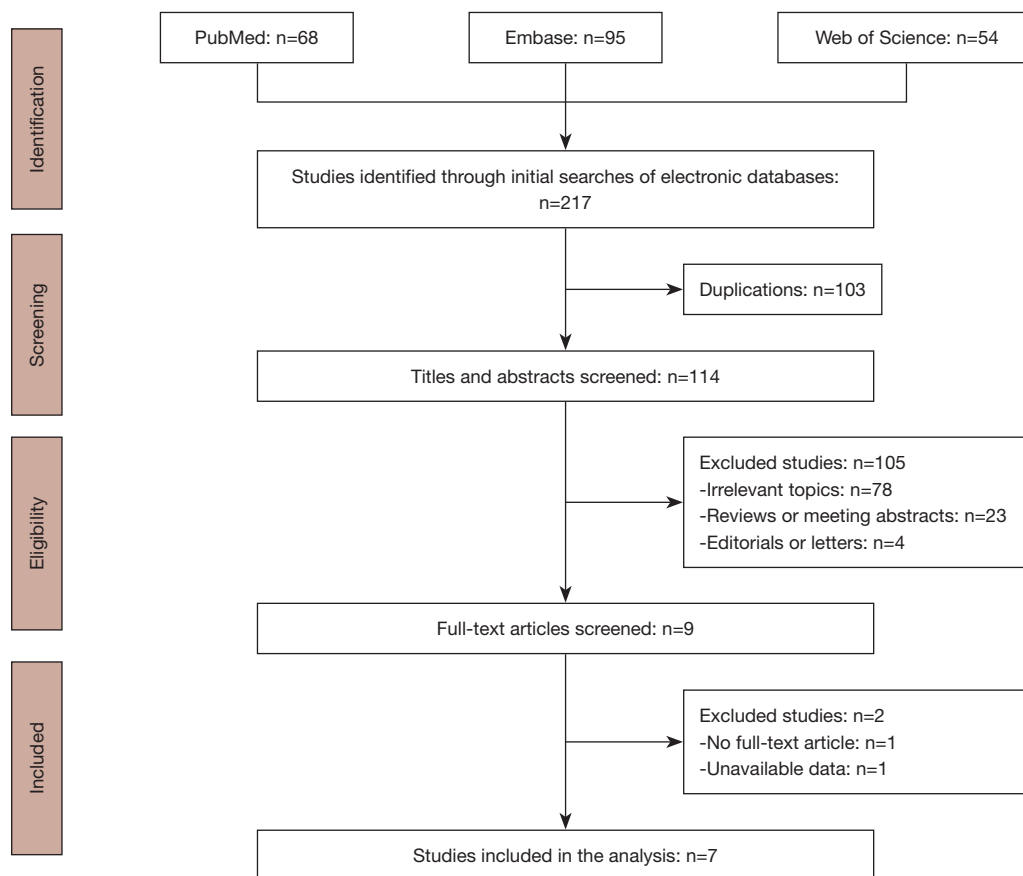 PubMed: n=68
Embase: n=95
Web of Science: n=54
Identification
Studies identified through initial searches of electronic databases:
n=217
Screening
Duplications: n=103
Titles and abstracts screened: n=114
Eligibility
Excluded studies: n=105
-Irrelevant topics: n=78
-Reviews or meeting abstracts: n=23
-Editorials or letters: n=4
Full-text articles screened: n=9
Included
Excluded studies: n=2
-No full-text article: n=1
-Unavailable data: n=1
Studies included in the analysis: n=7